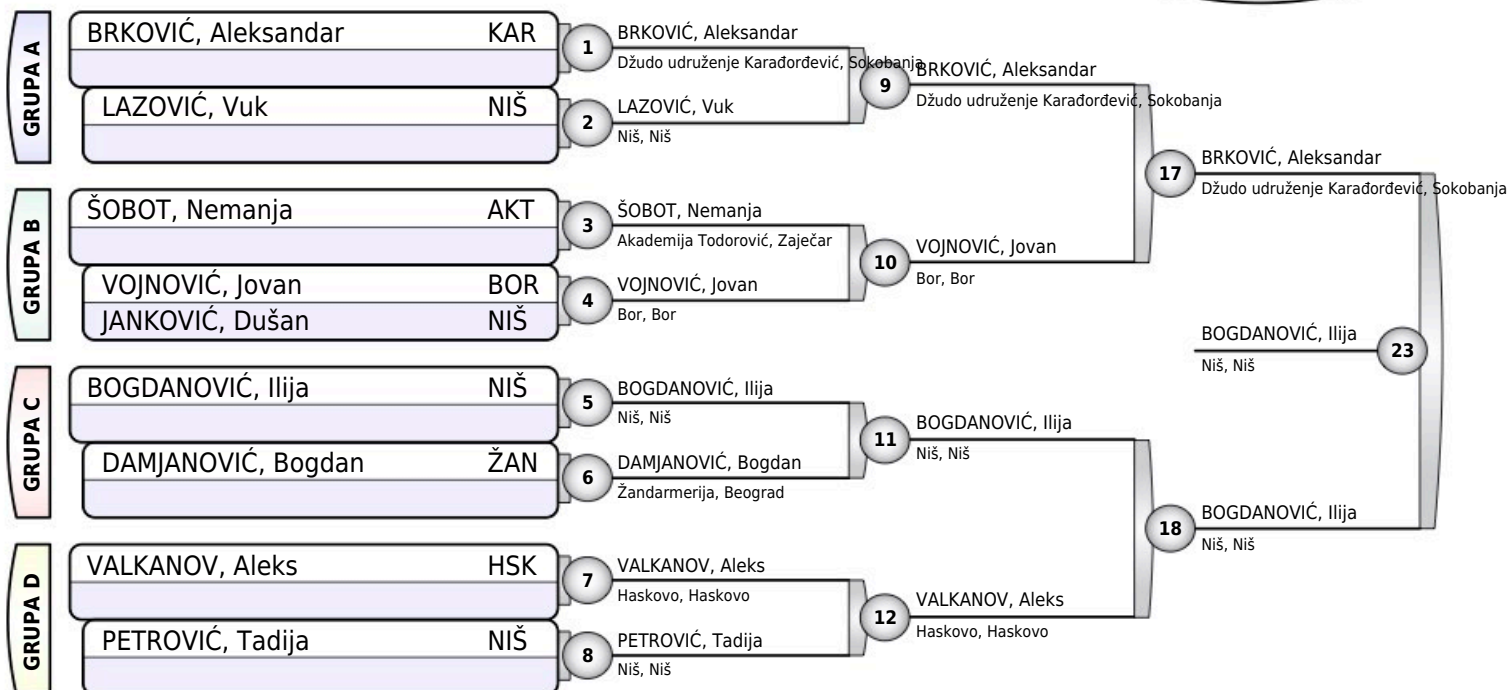 GRUPA A
BRKOVIĆ, Aleksandar KAR
LAZOVIĆ, Vuk NIŠ
GRUPA B
ŠOBOT, Nemanja AKT
VOJNOVIĆ, Jovan BOR
JANKOVIĆ, Dušan NIŠ
GRUPA C
BOGDANOVIĆ, Ilija NIŠ
DAMJANOVIĆ, Bogdan ŽAN
GRUPA D
VALKANOV, Aleks HSK
PETROVIĆ, Tadija NIŠ
1
BRKOVIĆ, Aleksandar
Džudo udruženje Karađorđević, Sokobanja
2
LAZOVIĆ, Vuk
Niš, Niš
3
ŠOBOT, Nemanja
Akademija Todorović, Zaječar
4
VOJNOVIĆ, Jovan
Bor, Bor
5
BOGDANOVIĆ, Ilija
Niš, Niš
6
DAMJANOVIĆ, Bogdan
Žandarmerija, Beograd
7
VALKANOV, Aleks
Haskovo, Haskovo
8
PETROVIĆ, Tadija
Niš, Niš
9
BRKOVIĆ, Aleksandar
Džudo udruženje Karađorđević, Sokobanja
10
VOJNOVIĆ, Jovan
Bor, Bor
11
BOGDANOVIĆ, Ilija
Niš, Niš
12
VALKANOV, Aleks
Haskovo, Haskovo
17
BRKOVIĆ, Aleksandar
Džudo udruženje Karađorđević, Sokobanja
18
BOGDANOVIĆ, Ilija
Niš, Niš
BOGDANOVIĆ, Ilija
Niš, Niš
23